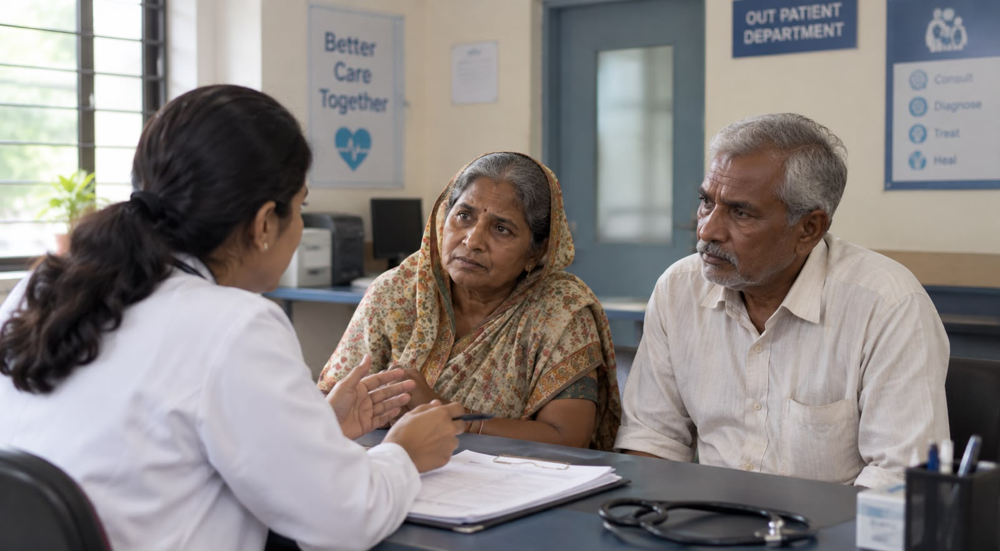 Better
Care
Together
OUT PATIENT
DEPARTMENT
Consult
Diagnose
Treat
Heal